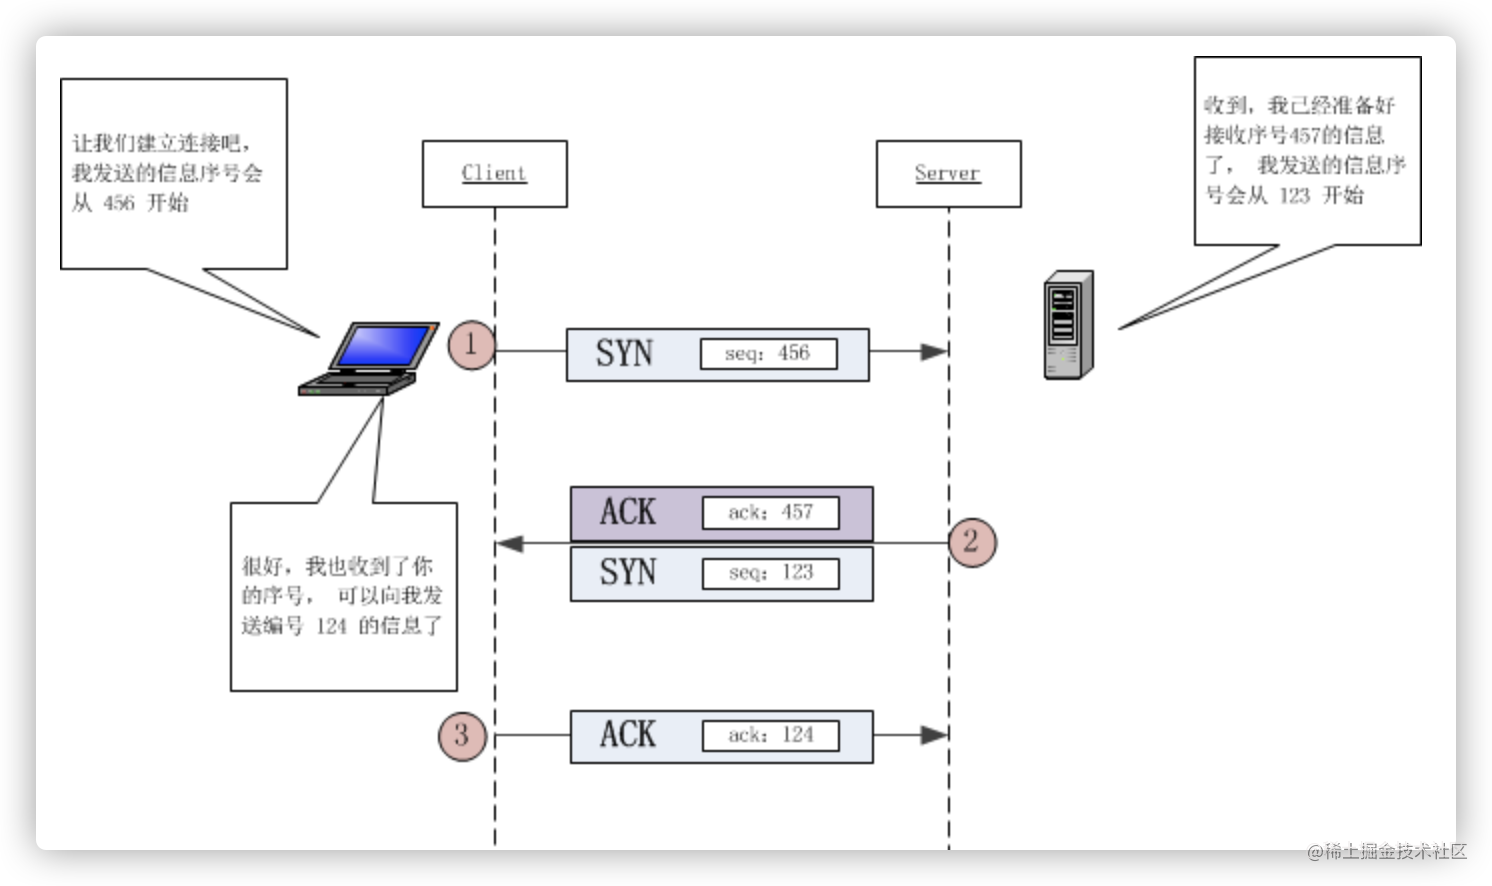 让我们建立连接吧，
我发送的信息序号会
从 456 开始
Client
Server
收到，我已经准备好
接收序号457的信息
了， 我发送的信息序
号会从 123 开始
1
SYN
seq: 456
ACK
ack: 457
2
SYN
seq: 123
很好，我也收到了你
的序号， 可以向我发
送编号 124 的信息了
3
ACK
ack: 124
@稀土掘金技术社区